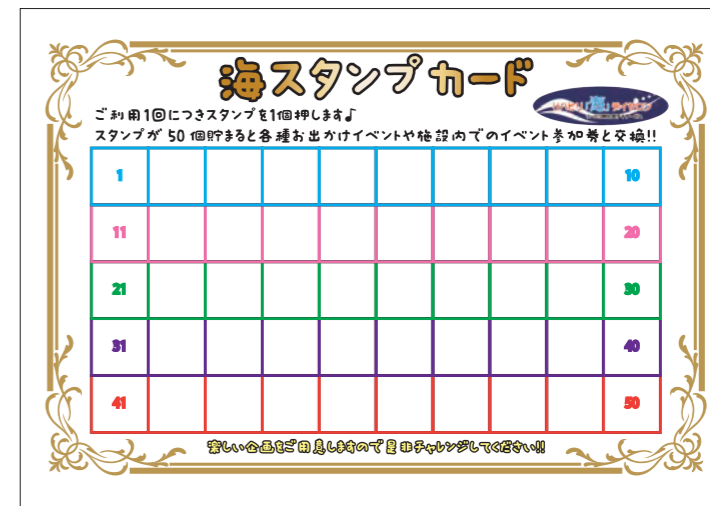 海スタンプカード
ご利用1回につきスタンプを1個押します♪
スタンプが 50 個貯まると各種お出かけイベントや施設内でのイベント参加券と交換!!
1 10
11 20
21 30
31 40
41 50
楽しい企画をご用意しますので是非チャレンジしてください!!